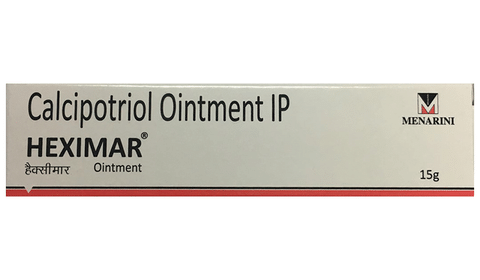 Calcipotriol Ointment IP
HEXIMAR®
हैक्सीमार Ointment
MENARINI
15g